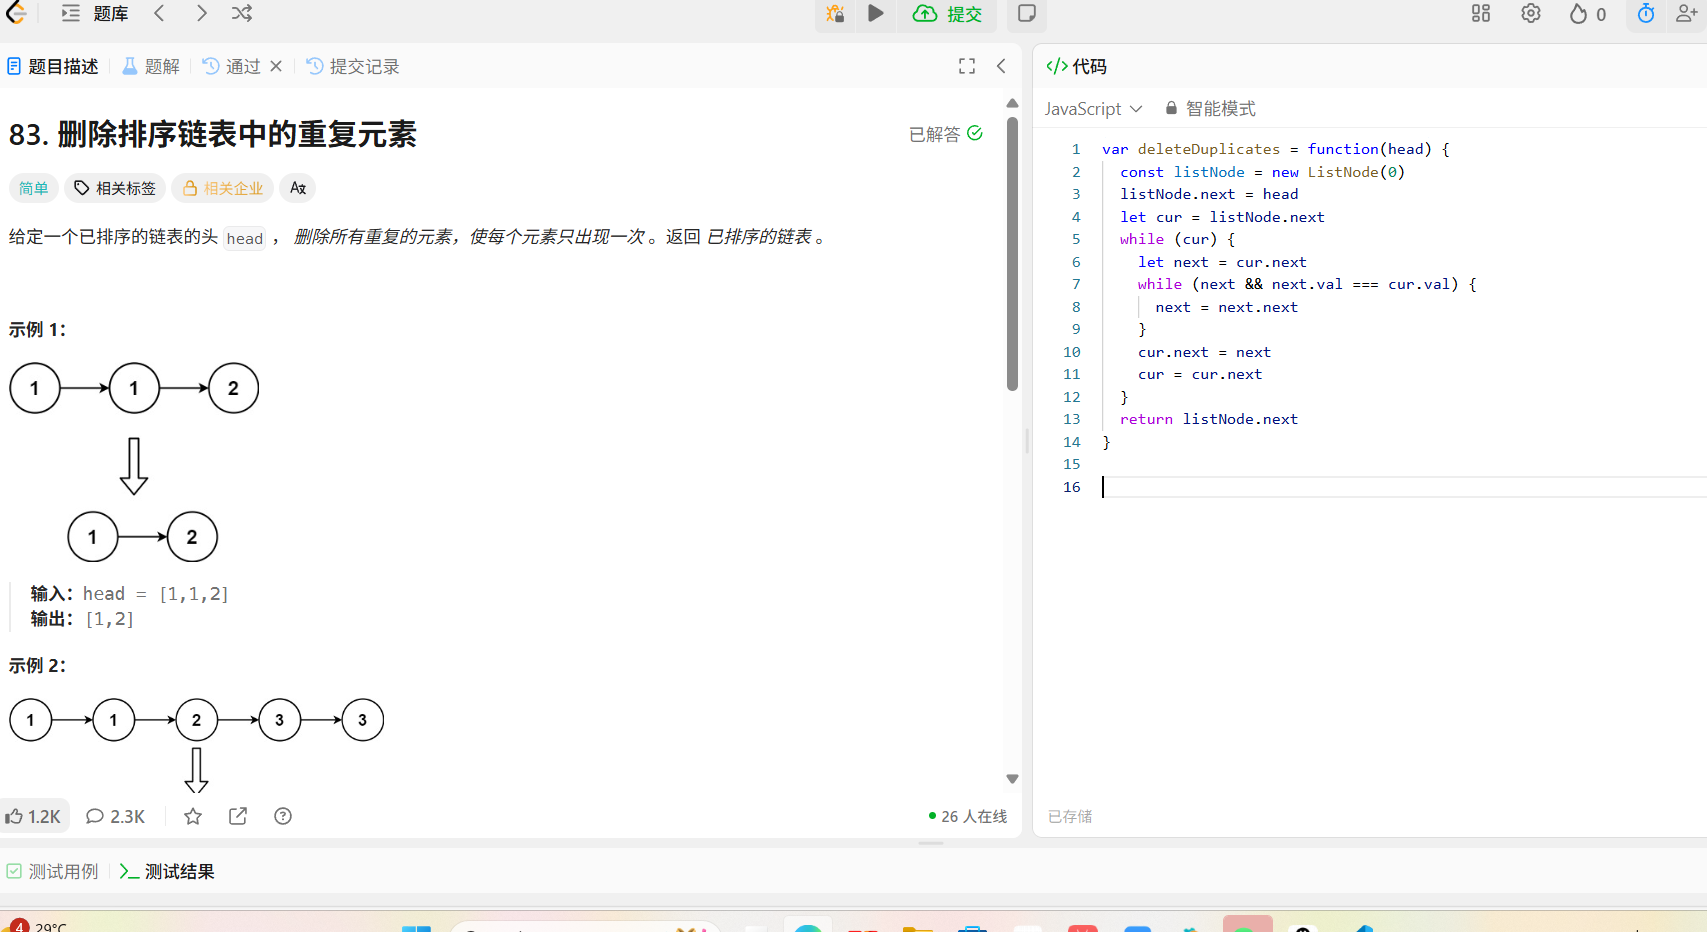 题库
提交
0
题目描述
题解
通过
提交记录
代码
JavaScript
智能模式
83. 删除排序链表中的重复元素
已解答
简单
相关标签
相关企业
给定一个已排序的链表的头 head ， 删除所有重复的元素，使每个元素只出现一次 。返回 已排序的链表 。
示例 1：
1 1 2
1 2
输入：head = [1,1,2]
输出：[1,2]
示例 2：
1 1 2 3 3
1.2K
2.3K
26 人在线
1 var deleteDuplicates = function(head) {
2 const listNode = new ListNode(0)
3 listNode.next = head
4 let cur = listNode.next
5 while (cur) {
6 let next = cur.next
7 while (next && next.val === cur.val) {
8 next = next.next
9 }
10 cur.next = next
11 cur = cur.next
12 }
13 return listNode.next
14 }
15
16
已存储
测试用例
测试结果
4
29°C